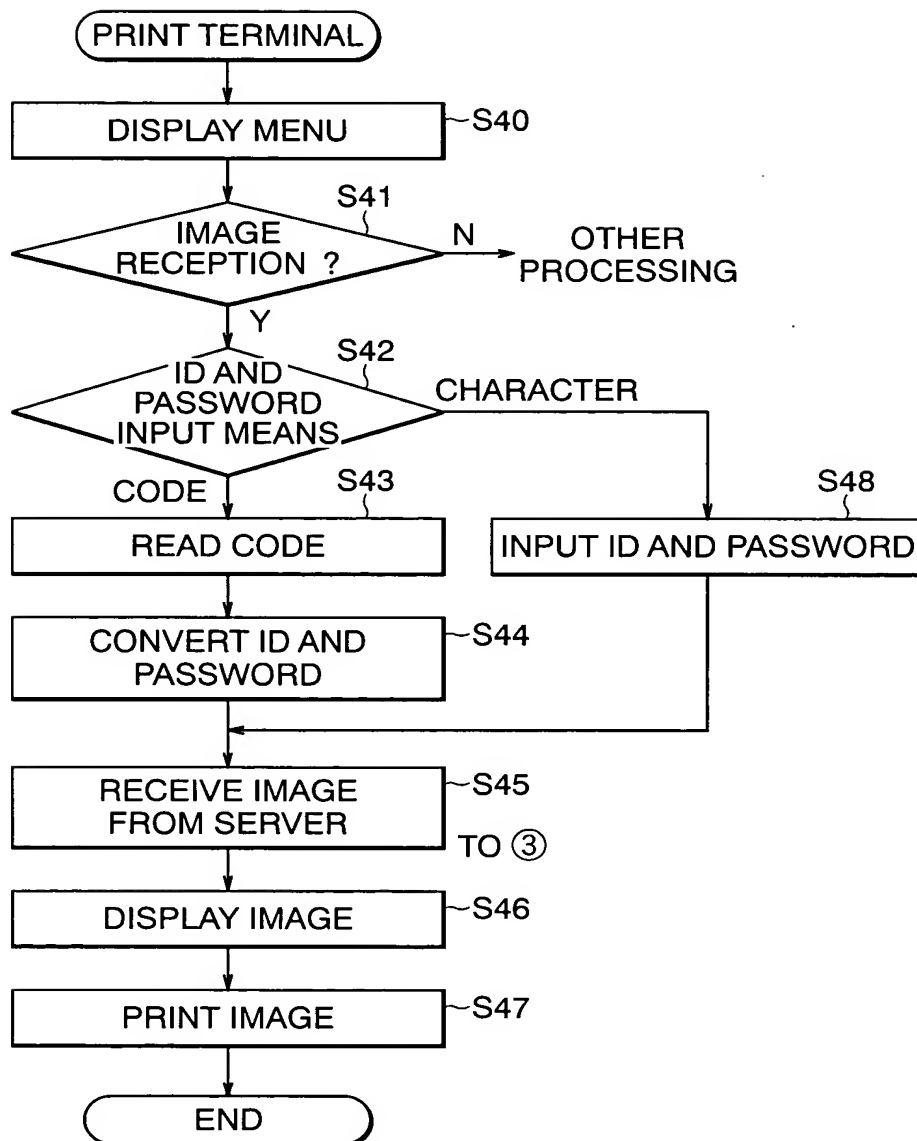 PRINT TERMINAL
DISPLAY MENU
S40
S41
IMAGE
RECEPTION ?
N
OTHER
PROCESSING
Y
S42
ID AND
PASSWORD
INPUT MEANS
CHARACTER
CODE
S43
READ CODE
S48
INPUT ID AND PASSWORD
CONVERT ID AND
PASSWORD
S44
RECEIVE IMAGE
FROM SERVER
S45
TO ③
DISPLAY IMAGE
S46
PRINT IMAGE
S47
END